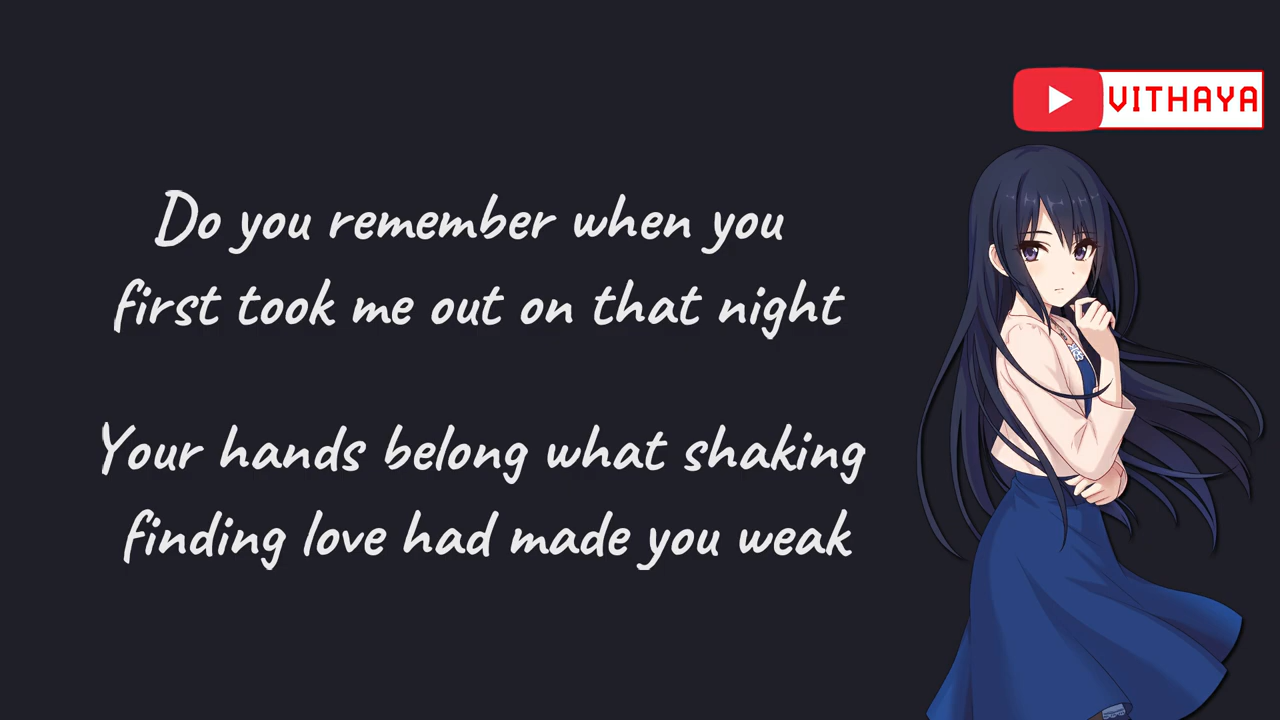 VITHAYA
Do you remember when you
first took me out on that night
Your hands belong what shaking
finding love had made you weak